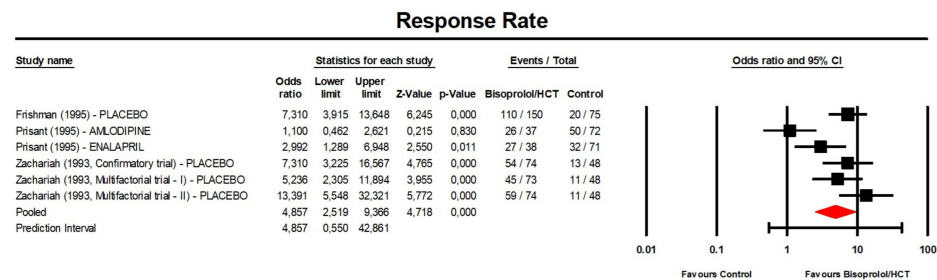 Response Rate
Study name Statistics for each study Events / Total Odds ratio and 95% CI
Odds ratio Lower limit Upper limit Z-Value p-Value Bisoprolol/HCT Control
Frishman (1995) - PLACEBO 7,310 3,915 13,648 6,245 0,000 110 / 150 20 / 75
Prisant (1995) - AMLODIPINE 1,100 0,462 2,621 0,215 0,830 26 / 37 50 / 72
Prisant (1995) - ENALAPRIL 2,992 1,289 6,948 2,550 0,011 27 / 38 32 / 71
Zachariah (1993, Confirmatory trial) - PLACEBO 7,310 3,225 16,567 4,765 0,000 54 / 74 13 / 48
Zachariah (1993, Multifactorial trial - I) - PLACEBO 5,236 2,305 11,894 3,955 0,000 45 / 73 11 / 48
Zachariah (1993, Multifactorial trial - II) - PLACEBO 13,391 5,548 32,321 5,772 0,000 59 / 74 11 / 48
Pooled 4,857 2,519 9,366 4,718 0,000
Prediction Interval 4,857 0,550 42,861
0.01 0.1 1 10 100
Favours Control Favours Bisoprolol/HCT